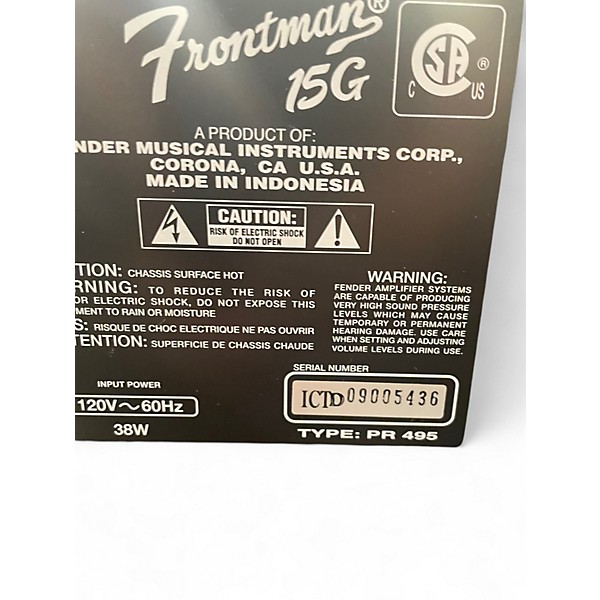 Frontman®
15G
C SA ® US
A PRODUCT OF:
NDER MUSICAL INSTRUMENTS CORP.,
CORONA, CA U.S.A.
MADE IN INDONESIA
CAUTION:
RISK OF ELECTRIC SHOCK
DO NOT OPEN
TION: CHASSIS SURFACE HOT
RNING: TO REDUCE THE RISK OF
OR ELECTRIC SHOCK, DO NOT EXPOSE THIS
MENT TO RAIN OR MOISTURE
S: RISQUE DE CHOC ELECTRIQUE NE PAS OUVRIR
TENTION: SUPERFICIE DE CHASSIS CHAUDE
WARNING:
FENDER AMPLIFIER SYSTEMS
ARE CAPABLE OF PRODUCING
VERY HIGH SOUND PRESSURE
LEVELS WHICH MAY CAUSE
TEMPORARY OR PERMANENT
HEARING DAMAGE. USE CARE
WHEN SETTING AND ADJUSTING
VOLUME LEVELS DURING USE.
INPUT POWER
120V~60Hz
38W
SERIAL NUMBER
ICTD09005436
TYPE: PR 495